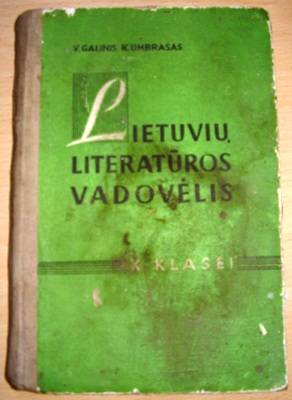 V. GALINIS, K. UMBRASAS
LIETUVIŲ
LITERATŪROS
VADOVĖLIS
X KLASEI